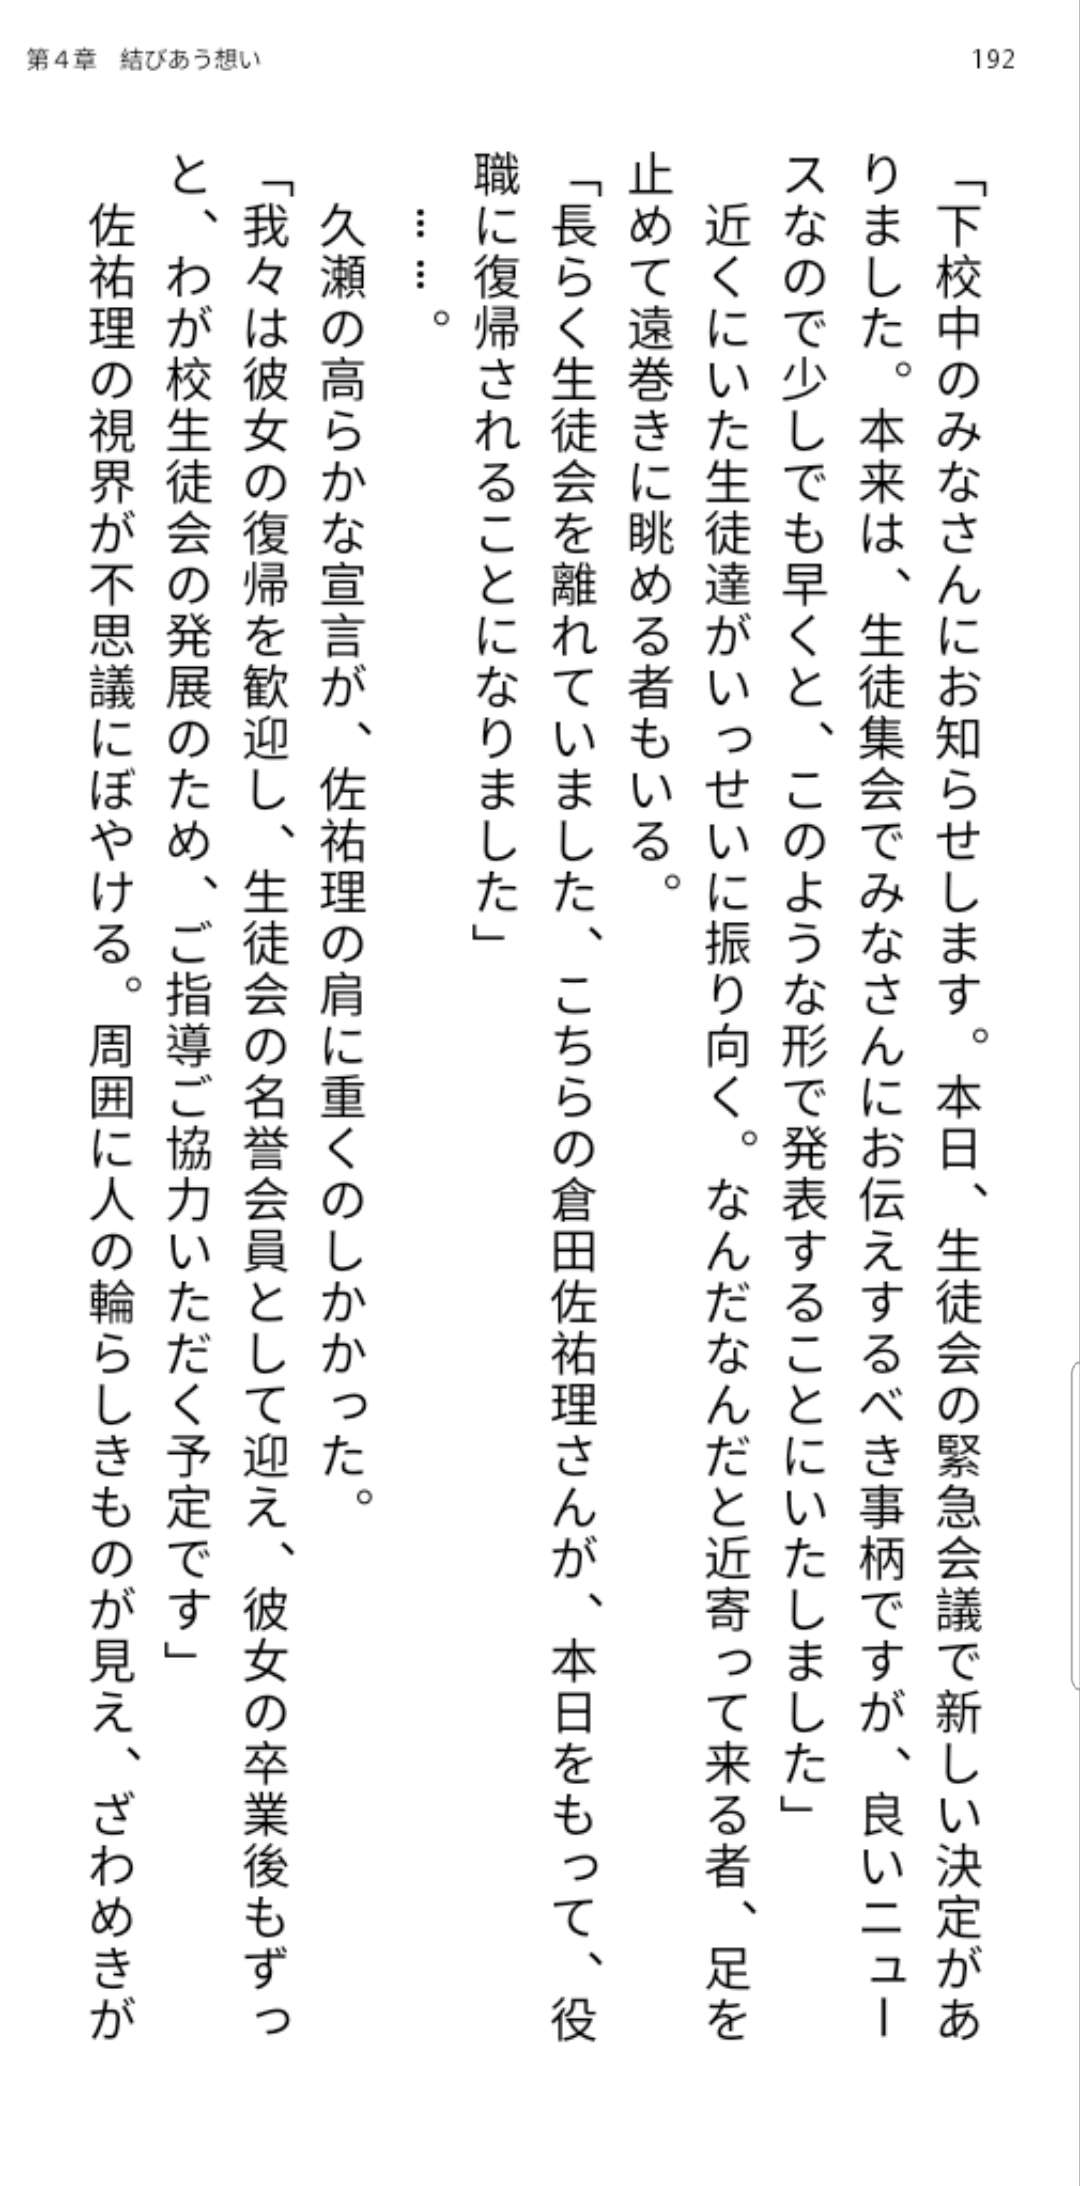 第４章　結びあう想い
192
「下校中のみなさんにお知らせします。本日、生徒会の緊急会議で新しい決定があ
りました。本来は、生徒集会でみなさんにお伝えするべき事柄ですが、良いニュー
スなので少しでも早くと、このような形で発表することにいたしました」
　近くにいた生徒達がいっせいに振り向く。なんだなんだと近寄って来る者、足を
止めて遠巻きに眺める者もいる。
「長らく生徒会を離れていました、こちらの倉田佐祐理さんが、本日をもって、役
職に復帰されることになりました」
　……。
　久瀬の高らかな宣言が、佐祐理の肩に重くのしかかった。
「我々は彼女の復帰を歓迎し、生徒会の名誉会員として迎え、彼女の卒業後もずっ
と、わが校生徒会の発展のため、ご指導ご協力いただく予定です」
　佐祐理の視界が不思議にぼやける。周囲に人の輪らしきものが見え、ざわめきが